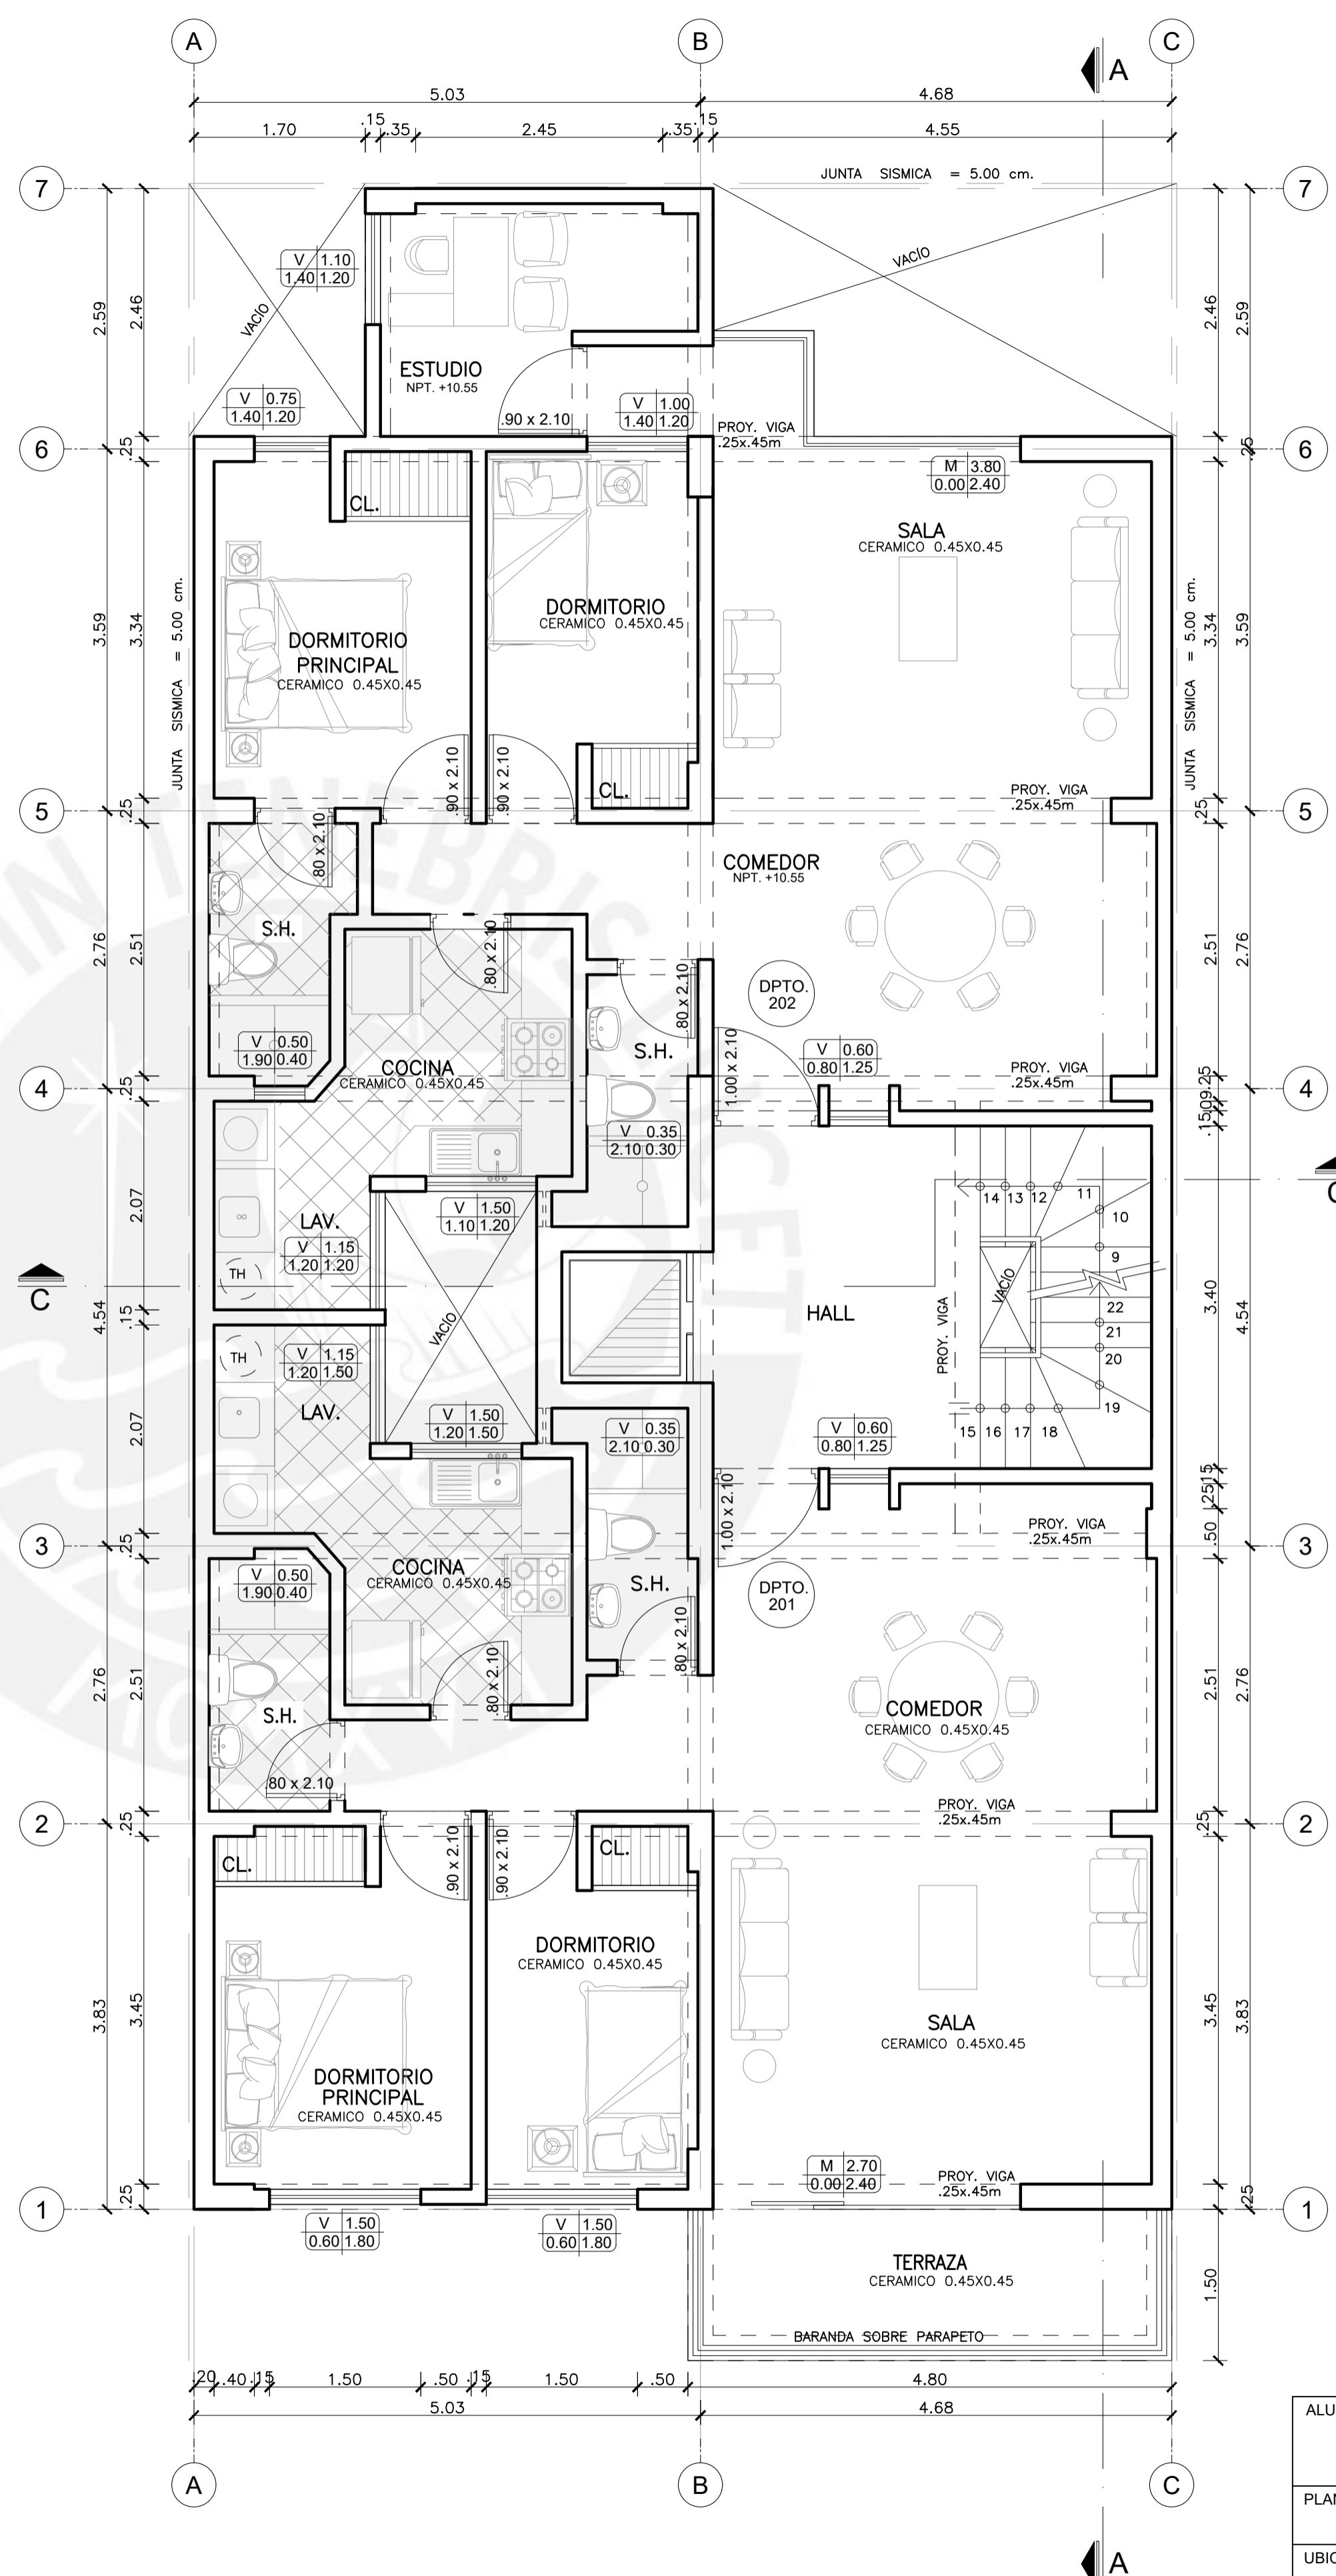 A B C
A
5.03 4.68
1.70 .15 .35 2.45 .35 .15 4.55
JUNTA SISMICA = 5.00 cm.
7 7
VACÍO
V 1.10
1.40 1.20
VACÍO
2.59 2.46 2.46 2.59
ESTUDIO
NPT. +10.55
V 0.75
1.40 1.20
.90 x 2.10
V 1.00
1.40 1.20
PROY. VIGA
.25x.45m
6 .25 .25 6
M 3.80
0.00 2.40
CL.
SALA
CERAMICO 0.45X0.45
DORMITORIO
CERAMICO 0.45X0.45
DORMITORIO
PRINCIPAL
CERAMICO 0.45X0.45
JUNTA SISMICA = 5.00 cm.
JUNTA SISMICA = 5.00 cm.
3.59 3.34 3.34 3.59
.90 x 2.10
.90 x 2.10
CL.
PROY. VIGA
.25x.45m
5 .25 .25 5
IN TENEBRIS LUCET
.80 x 2.10
COMEDOR
NPT. +10.55
S.H.
2.76 2.51 2.51 2.76
.80 x 2.10
.80 x 2.10
DPTO.
202
V 0.50
1.90 0.40
COCINA
CERAMICO 0.45X0.45
S.H.
1.00 x 2.10
V 0.60
0.80 1.25
PROY. VIGA
.25x.45m
4 .25 .25 4
.09
.15
V 0.35
2.10 0.30
14 13 12 11
10
9
LAV.
V 1.15
1.20 1.20
TH
V 1.50
1.10 1.20
2.07
C C
4.54 .15 3.40 4.54
VACÍO
HALL
PROY. VIGA
VACÍO
22
21
20
19
15 16 17 18
TH
V 1.15
1.20 1.50
LAV.
V 1.50
1.20 1.50
V 0.35
2.10 0.30
V 0.60
0.80 1.25
2.07
.15
.25
.50
1.00 x 2.10
PROY. VIGA
.25x.45m
3 .25 3
V 0.50
1.90 0.40
COCINA
CERAMICO 0.45X0.45
S.H.
DPTO.
201
.80 x 2.10
.80 x 2.10
2.76 2.51 2.51 2.76
S.H.
COMEDOR
CERAMICO 0.45X0.45
.80 x 2.10
PROY. VIGA
.25x.45m
2 .25 .25 2
CL.
.90 x 2.10
.90 x 2.10
CL.
DORMITORIO
CERAMICO 0.45X0.45
3.83 3.45 3.45 3.83
SALA
CERAMICO 0.45X0.45
DORMITORIO
PRINCIPAL
CERAMICO 0.45X0.45
M 2.70
0.00 2.40
PROY. VIGA
.25x.45m
1 .25 .25 1
V 1.50
0.60 1.80
V 1.50
0.60 1.80
TERRAZA
CERAMICO 0.45X0.45
1.50
BARANDA SOBRE PARAPETO
.20 .40 .15 1.50 .50 .15 1.50 .50 4.80
5.03 4.68
A B C
A
ALU
PLAN
UBIC